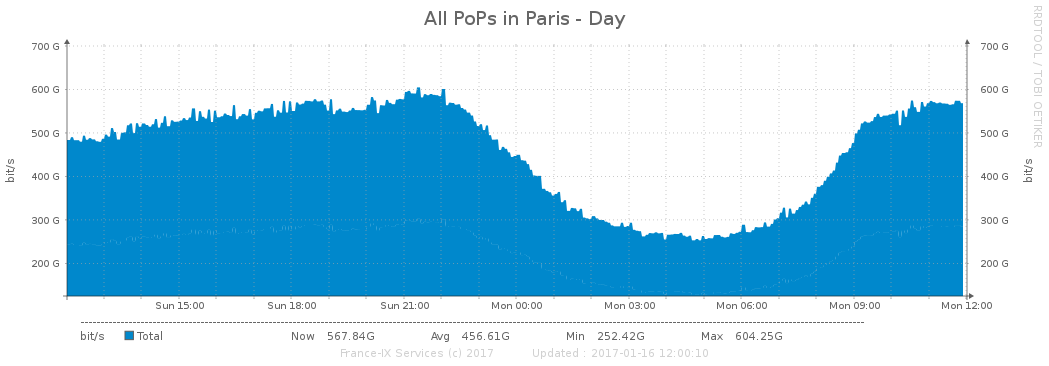 All PoPs in Paris - Day
RRDTOOL / TOBI OETIKER
700 G 700 G
600 G 600 G
500 G 500 G
400 G 400 G
300 G 300 G
200 G 200 G
bit/s bit/s
Sun 15:00 Sun 18:00 Sun 21:00 Mon 00:00 Mon 03:00 Mon 06:00 Mon 09:00 Mon 12:00
bit/s Total Now 567.84G Avg 456.61G Min 252.42G Max 604.25G
France-IX Services (c) 2017 Updated : 2017-01-16 12:00:10